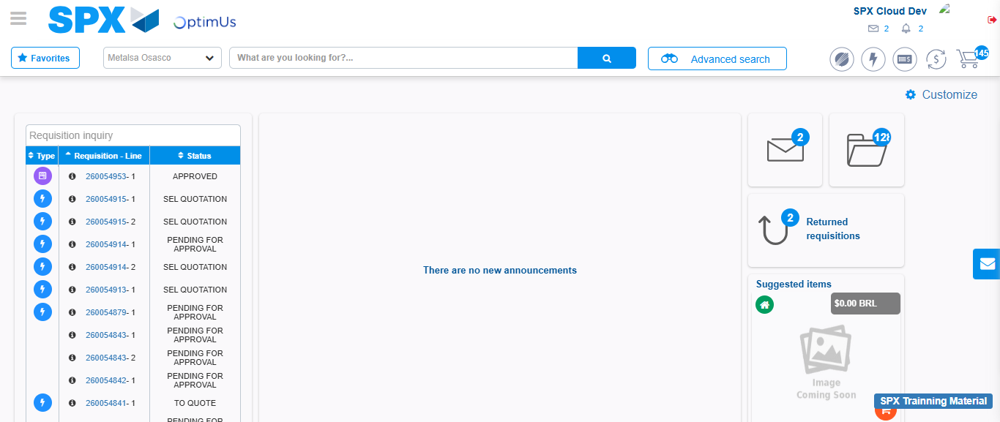 SPX OptimUs
SPX Cloud Dev
2 2
Favorites
Metalsa Osasco
What are you looking for?...
Advanced search
145
Customize
Requisition inquiry
Type Requisition - Line Status
260054953- 1 APPROVED
260054915- 1 SEL QUOTATION
260054915- 2 SEL QUOTATION
260054914- 1 PENDING FOR
APPROVAL
260054914- 2 SEL QUOTATION
260054913- 1 SEL QUOTATION
260054879- 1 PENDING FOR
APPROVAL
260054843- 1 PENDING FOR
APPROVAL
260054843- 2 PENDING FOR
APPROVAL
260054842- 1 PENDING FOR
APPROVAL
260054841- 1 TO QUOTE
PENDING FOR
There are no new announcements
2
2
Returned
requisitions
Suggested items
$0.00 BRL
Image
Coming Soon
SPX Trainning Material